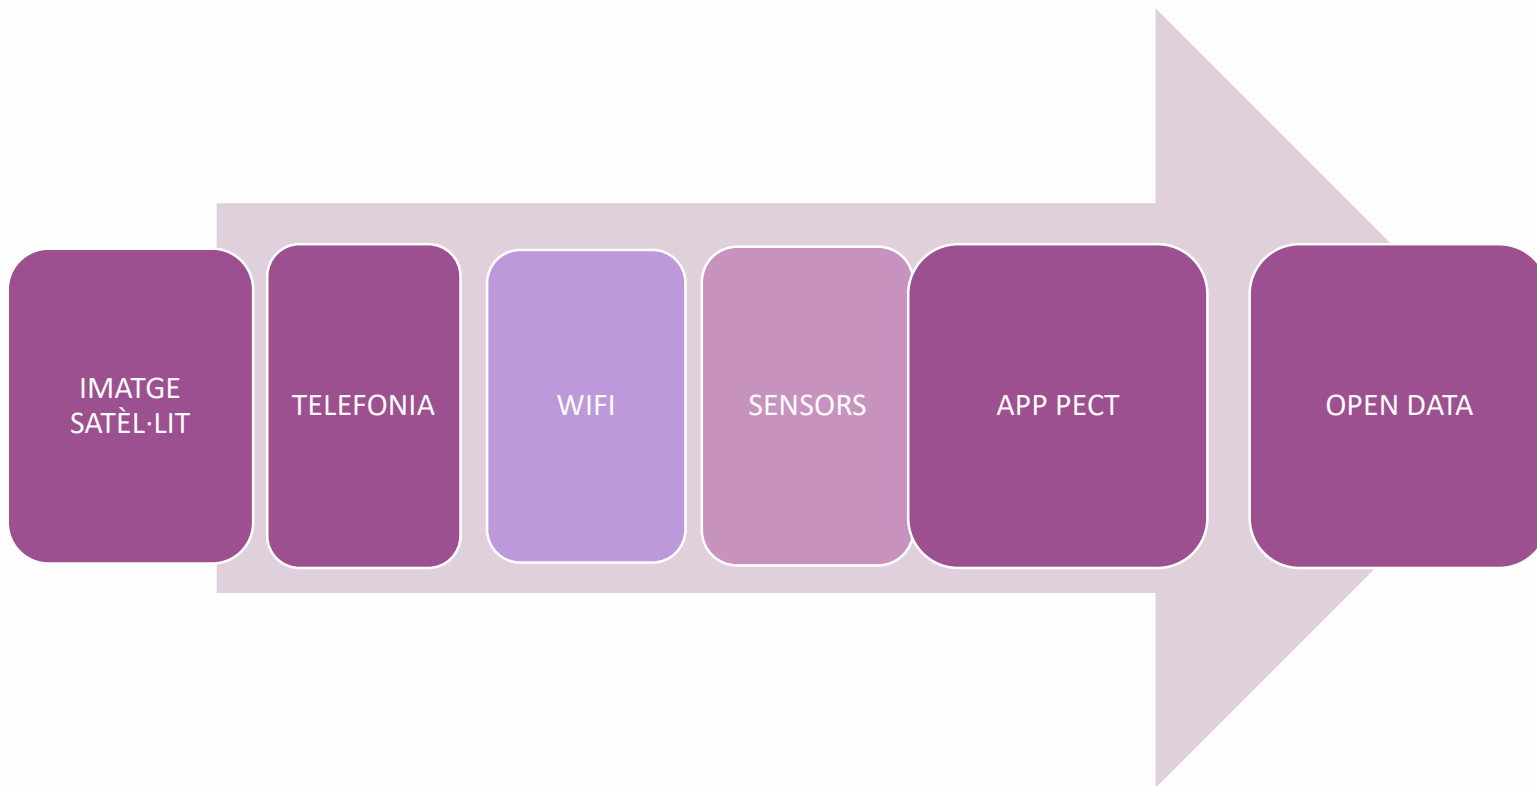 IMATGE
SATÈL·LIT
TELEFONIA
WIFI
SENSORS
APP PECT
OPEN DATA